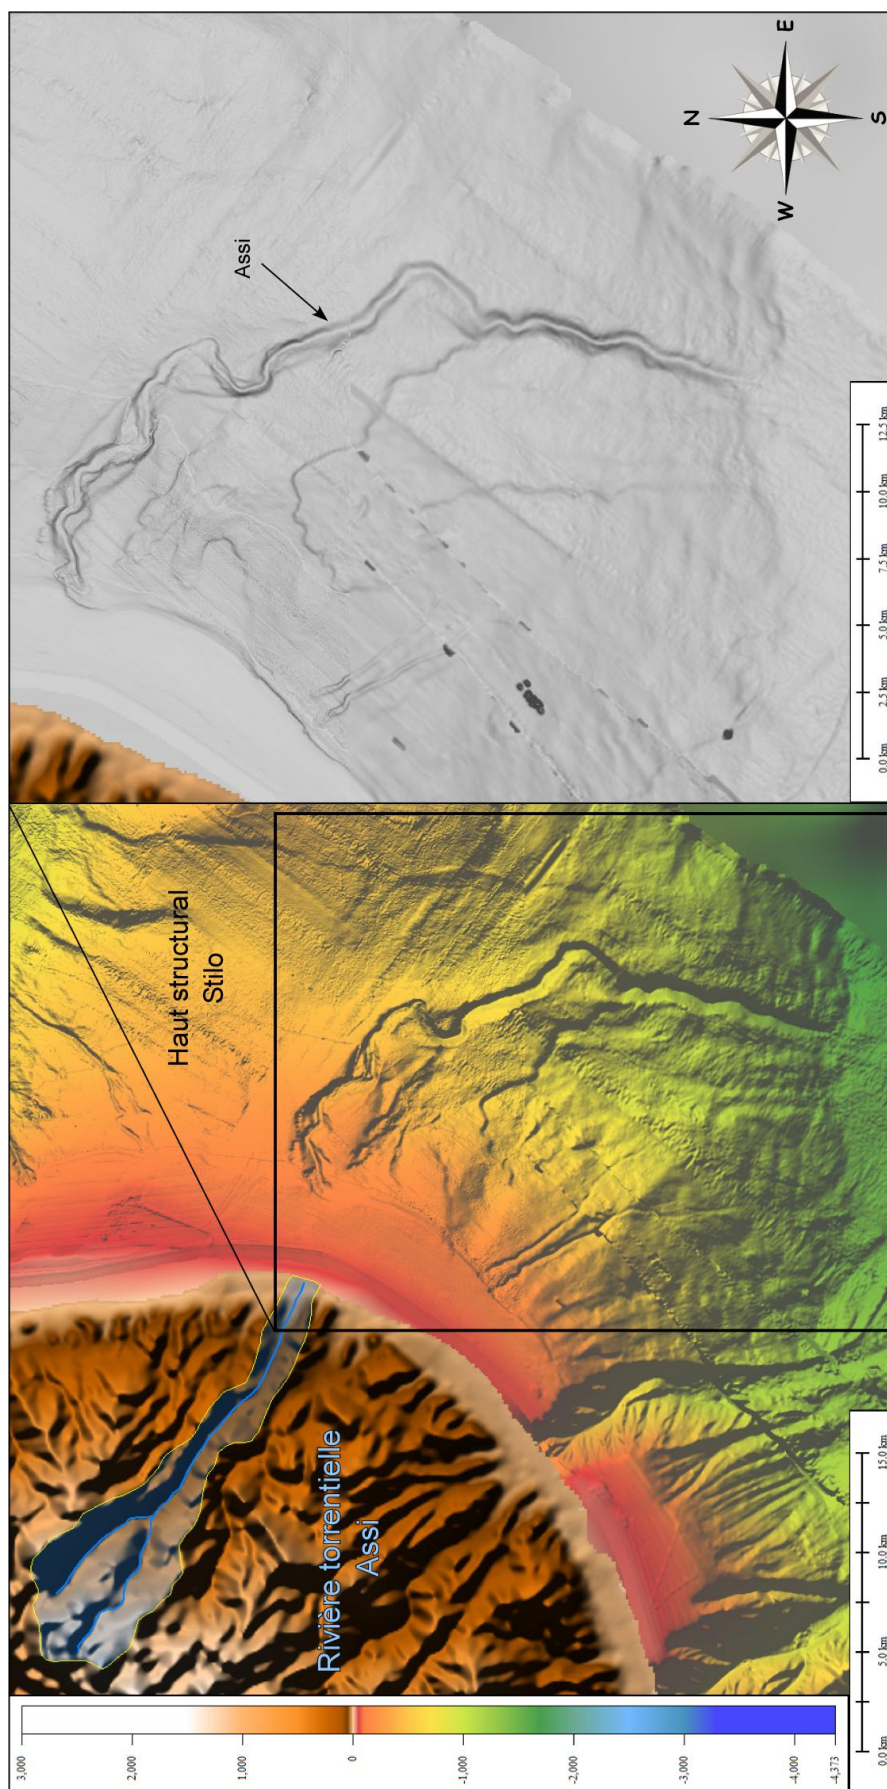 N
E
S
W
Assi
0.0 km
2.5 km
5.0 km
7.5 km
10.0 km
12.5 km
Haut structural
Stilo
Rivière torrentielle
Assi
0.0 km
5.0 km
10.0 km
15.0 km
3,000
2,000
1,000
0
-1,000
-2,000
-3,000
-4,000
-4,373